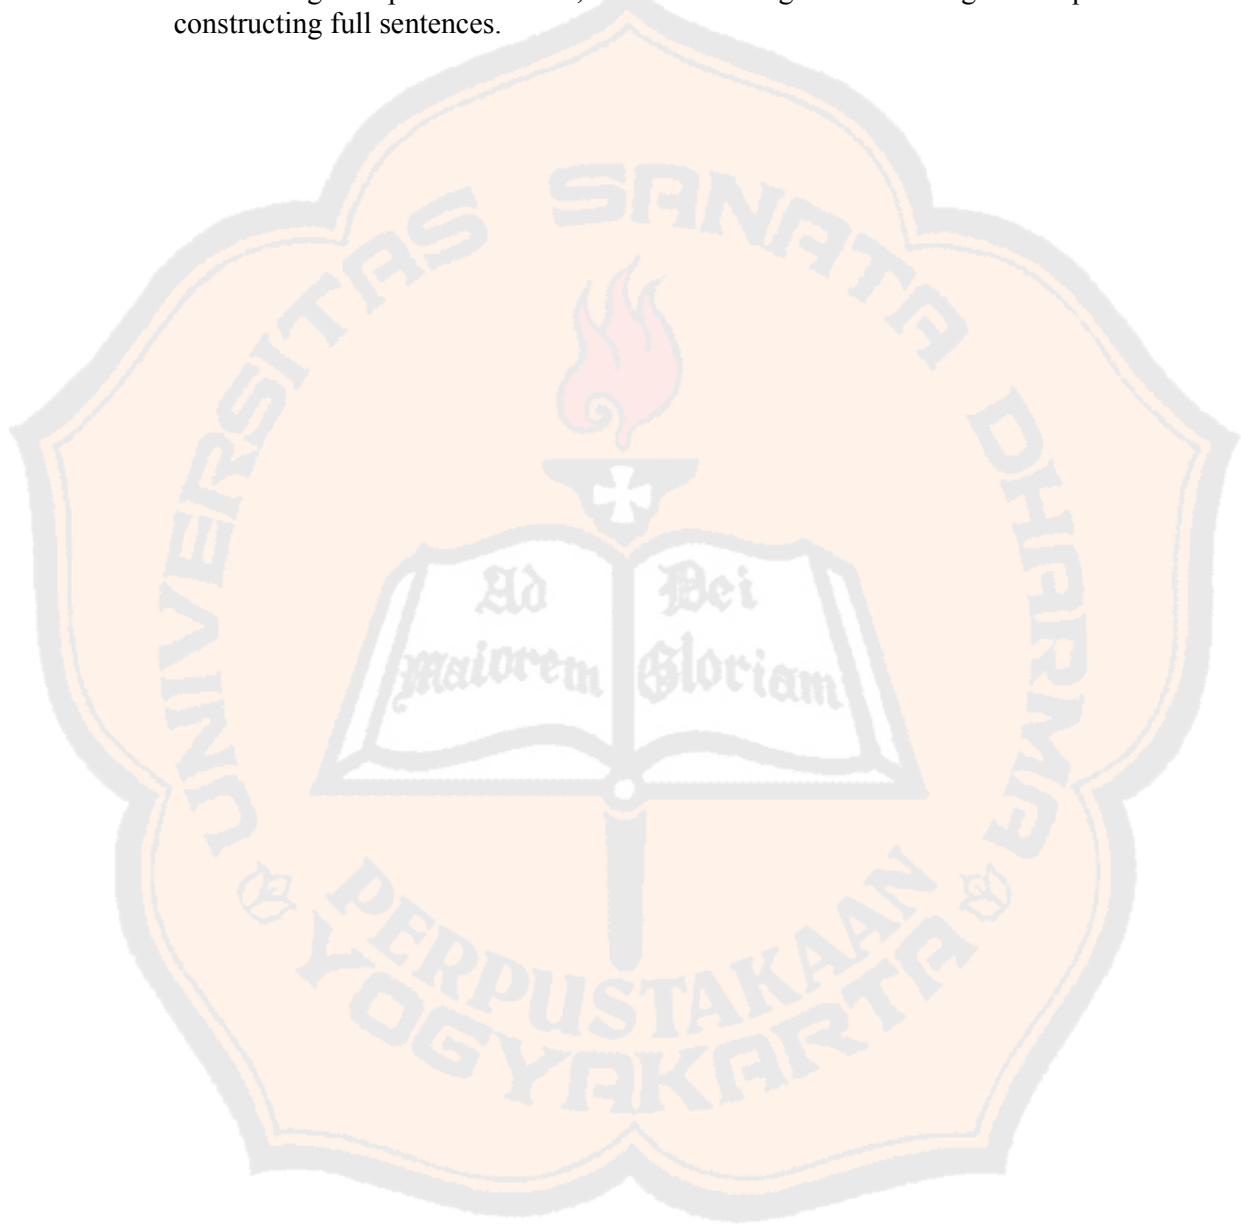 constructing full sentences.
UNIVERSITAS SANATA DHARMA
Ad
Maiorem
Dei
Gloriam
PERPUSTAKAAN
YOGYAKARTA